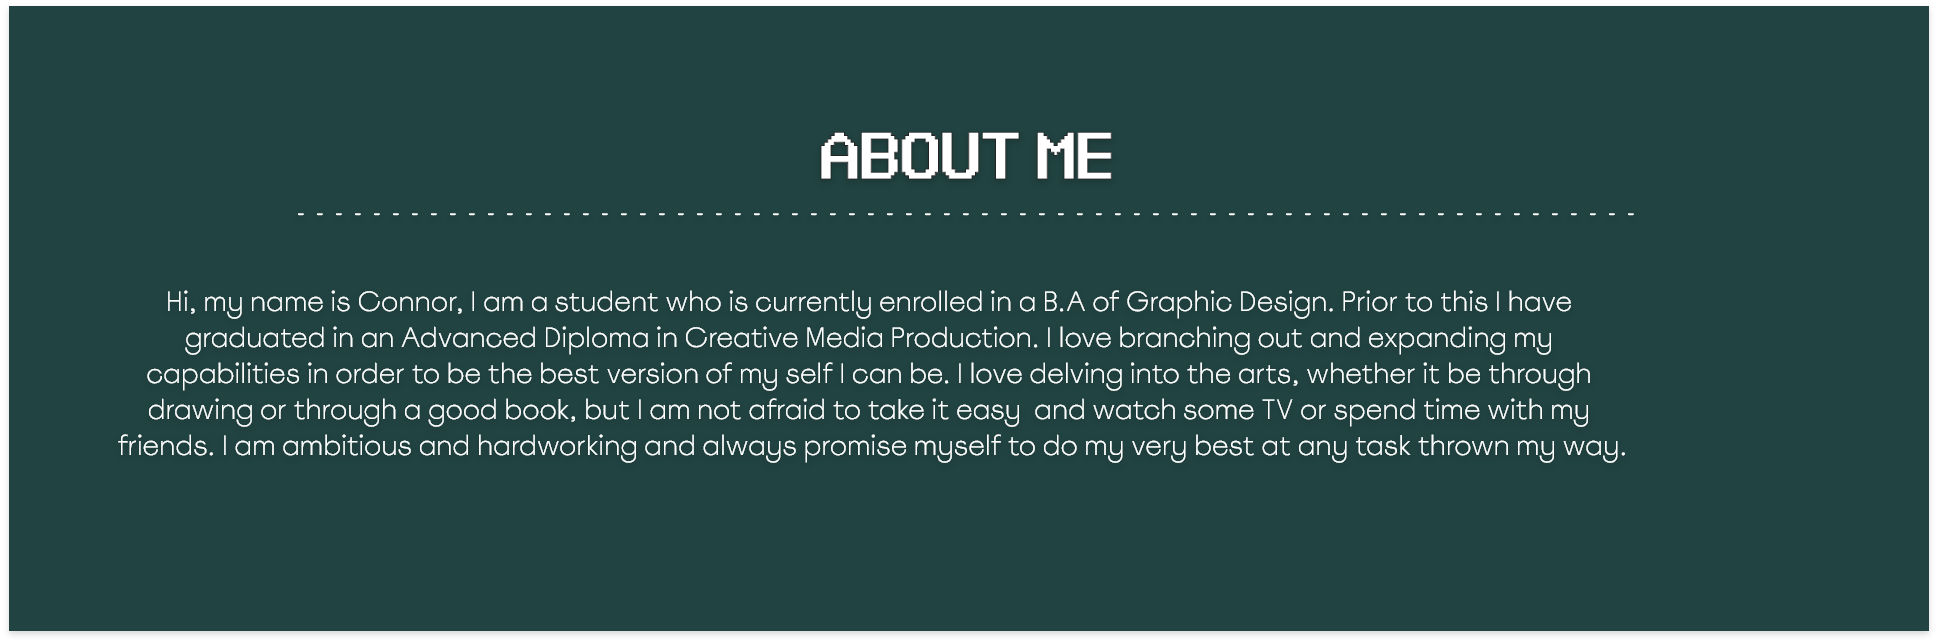 ABOUT ME
Hi, my name is Connor, I am a student who is currently enrolled in a B.A of Graphic Design. Prior to this I have
graduated in an Advanced Diploma in Creative Media Production. I love branching out and expanding my
capabilities in order to be the best version of my self I can be. I love delving into the arts, whether it be through
drawing or through a good book, but I am not afraid to take it easy  and watch some TV or spend time with my
friends. I am ambitious and hardworking and always promise myself to do my very best at any task thrown my way.